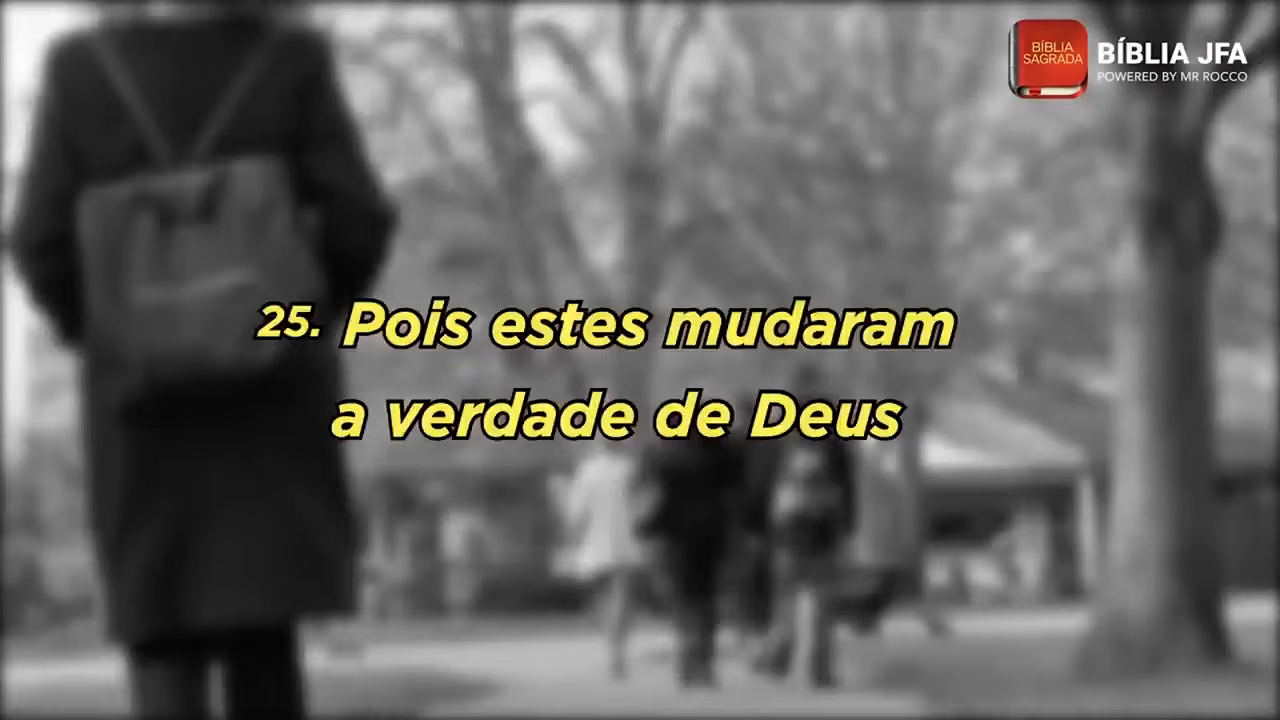 BÍBLIA
SAGRADA
BÍBLIA JFA
POWERED BY MR ROCCO
25. Pois estes mudaram
a verdade de Deus